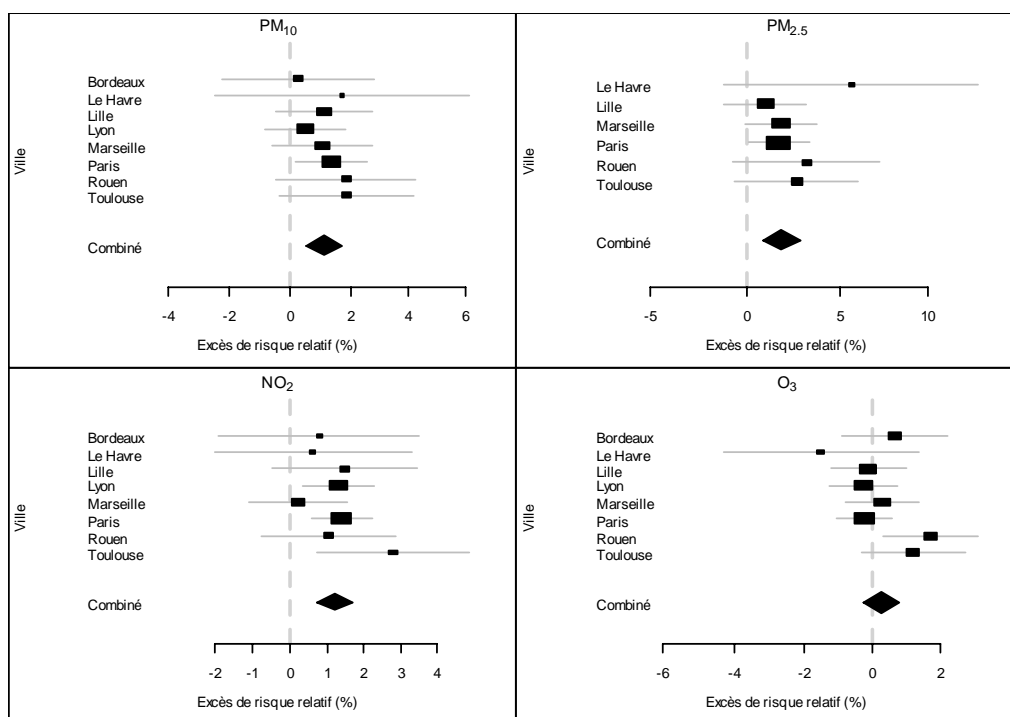 PM10
Ville
Bordeaux
Le Havre
Lille
Lyon
Marseille
Paris
Rouen
Toulouse
Combiné
-4 -2 0 2 4 6
Excès de risque relatif (%)
PM2.5
Ville
Le Havre
Lille
Marseille
Paris
Rouen
Toulouse
Combiné
-5 0 5 10
Excès de risque relatif (%)
NO2
Ville
Bordeaux
Le Havre
Lille
Lyon
Marseille
Paris
Rouen
Toulouse
Combiné
-2 -1 0 1 2 3 4
Excès de risque relatif (%)
O3
Ville
Bordeaux
Le Havre
Lille
Lyon
Marseille
Paris
Rouen
Toulouse
Combiné
-6 -4 -2 0 2
Excès de risque relatif (%)